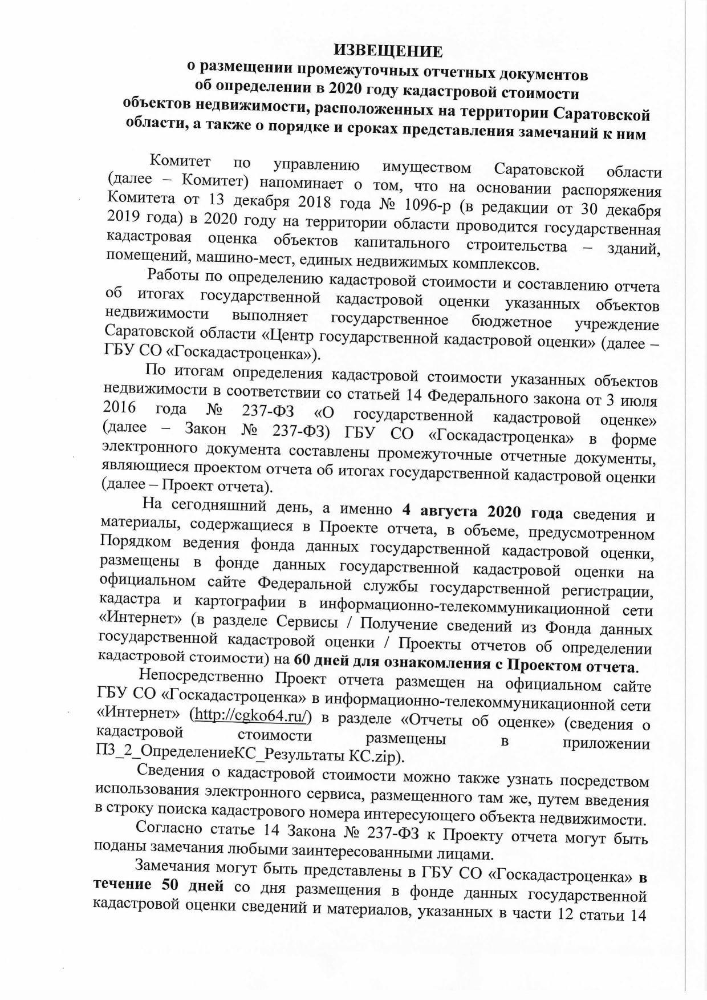 ИЗВЕЩЕНИЕ
о размещении промежуточных отчетных документов
об определении в 2020 году кадастровой стоимости
объектов недвижимости, расположенных на территории Саратовской
области, а также о порядке и сроках представления замечаний к ним
Комитет по управлению имуществом Саратовской области
(далее – Комитет) напоминает о том, что на основании распоряжения
Комитета от 13 декабря 2018 года № 1096-р (в редакции от 30 декабря
2019 года) в 2020 году на территории области проводится государственная
кадастровая оценка объектов капитального строительства – зданий,
помещений, машино-мест, единых недвижимых комплексов.
Работы по определению кадастровой стоимости и составлению отчета
об итогах государственной кадастровой оценки указанных объектов
недвижимости выполняет государственное бюджетное учреждение
Саратовской области «Центр государственной кадастровой оценки» (далее –
ГБУ СО «Госкадастроценка»).
По итогам определения кадастровой стоимости указанных объектов
недвижимости в соответствии со статьей 14 Федерального закона от 3 июля
2016 года № 237-ФЗ «О государственной кадастровой оценке»
(далее – Закон № 237-ФЗ) ГБУ СО «Госкадастроценка» в форме
электронного документа составлены промежуточные отчетные документы,
являющиеся проектом отчета об итогах государственной кадастровой оценки
(далее – Проект отчета).
На сегодняшний день, а именно 4 августа 2020 года сведения и
материалы, содержащиеся в Проекте отчета, в объеме, предусмотренном
Порядком ведения фонда данных государственной кадастровой оценки,
размещены в фонде данных государственной кадастровой оценки на
официальном сайте Федеральной службы государственной регистрации,
кадастра и картографии в информационно-телекоммуникационной сети
«Интернет» (в разделе Сервисы / Получение сведений из Фонда данных
государственной кадастровой оценки / Проекты отчетов об определении
кадастровой стоимости) на 60 дней для ознакомления с Проектом отчета.
Непосредственно Проект отчета размещен на официальном сайте
ГБУ СО «Госкадастроценка» в информационно-телекоммуникационной сети
«Интернет» (http://cgko64.ru/) в разделе «Отчеты об оценке» (сведения о
кадастровой стоимости размещены в приложении
П3_2_ОпределениеКС_Результаты КС.zip).
Сведения о кадастровой стоимости можно также узнать посредством
использования электронного сервиса, размещенного там же, путем введения
в строку поиска кадастрового номера интересующего объекта недвижимости.
Согласно статье 14 Закона № 237-ФЗ к Проекту отчета могут быть
поданы замечания любыми заинтересованными лицами.
Замечания могут быть представлены в ГБУ СО «Госкадастроценка» в
течение 50 дней со дня размещения в фонде данных государственной
кадастровой оценки сведений и материалов, указанных в части 12 статьи 14